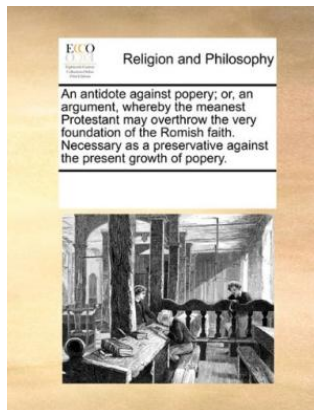 ECCO
Religion and Philosophy
An antidote against popery; or, an
argument, whereby the meanest
Protestant may overthrow the very
foundation of the Romish faith.
Necessary as a preservative against
the present growth of popery.